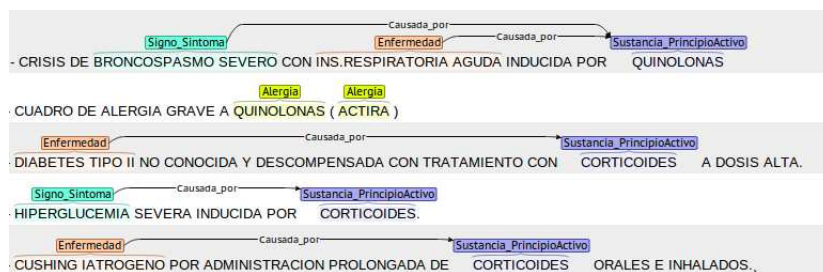 Causada_por
Signo_Sintoma Enfermedad Causada_por Sustancia_PrincipioActivo
- CRISIS DE BRONCOSPASMO SEVERO CON INS.RESPIRATORIA AGUDA INDUCIDA POR QUINOLONAS
Alergia Alergia
- CUADRO DE ALERGIA GRAVE A QUINOLONAS ( ACTIRA )
Enfermedad Causada_por Sustancia_PrincipioActivo
- DIABETES TIPO II NO CONOCIDA Y DESCOMPENSADA CON TRATAMIENTO CON CORTICOIDES A DOSIS ALTA.
Signo_Sintoma Causada_por Sustancia_PrincipioActivo
- HIPERGLUCEMIA SEVERA INDUCIDA POR CORTICOIDES.
Enfermedad Causada_por Sustancia_PrincipioActivo
- CUSHING IATROGENO POR ADMINISTRACION PROLONGADA DE CORTICOIDES ORALES E INHALADOS.